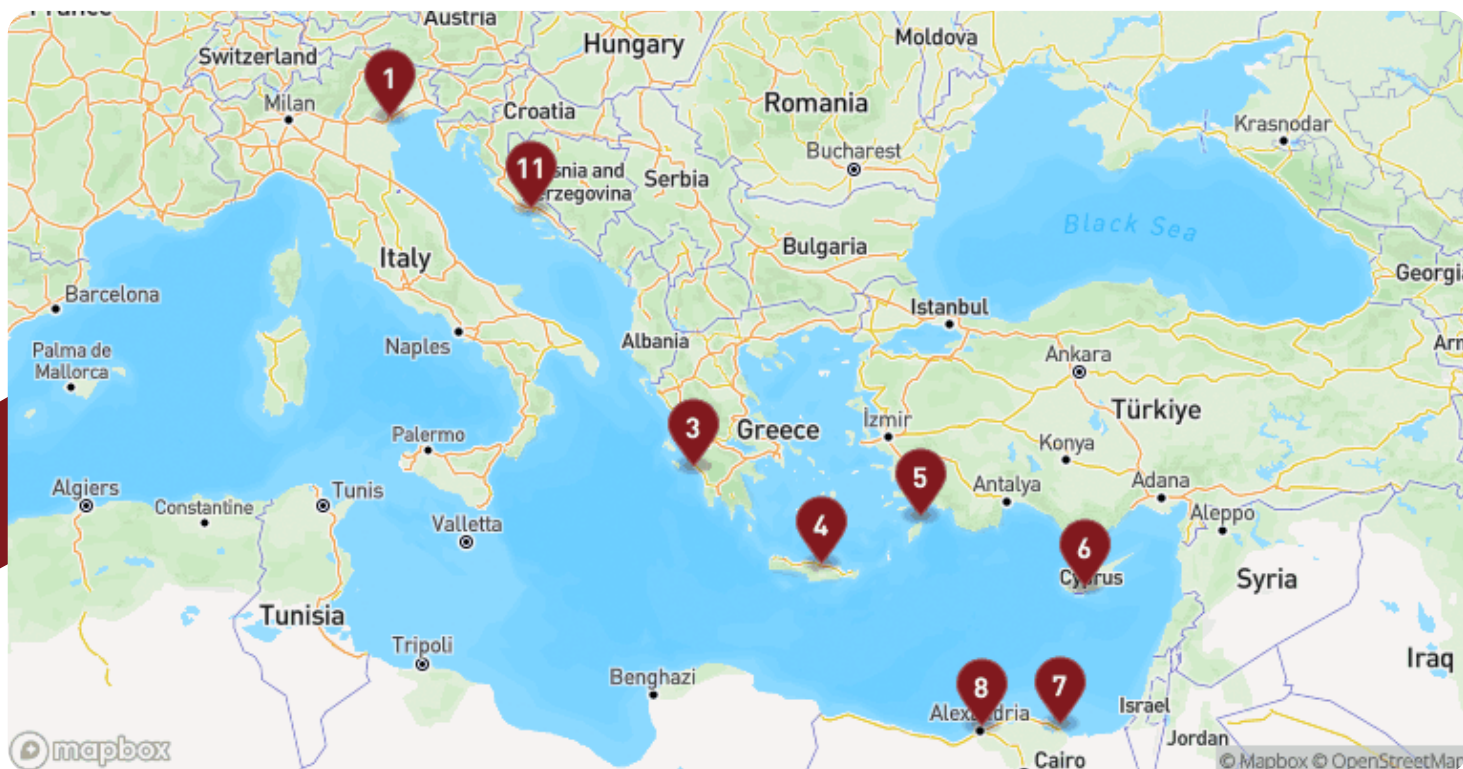 France
Austria
Switzerland
Hungary
Moldova
1
Milan
Croatia
Romania
Krasnodar
Bucharest
11
snia and
erzegovina
Serbia
Black Sea
Italy
Bulgaria
Georgia
Barcelona
Istanbul
Naples
Albania
Arm
Palma de
Mallorca
Ankara
Türkiye
3
Greece
İzmir
Palermo
Konya
5
Algiers
Tunis
Antalya
Adana
Constantine
Valletta
4
Aleppo
6
Cyprus
Syria
Tunisia
Tripoli
Benghazi
Iraq
8
7
Alex
dria
Israel
Jordan
mapbox
Cairo
© Mapbox © OpenStreetMap